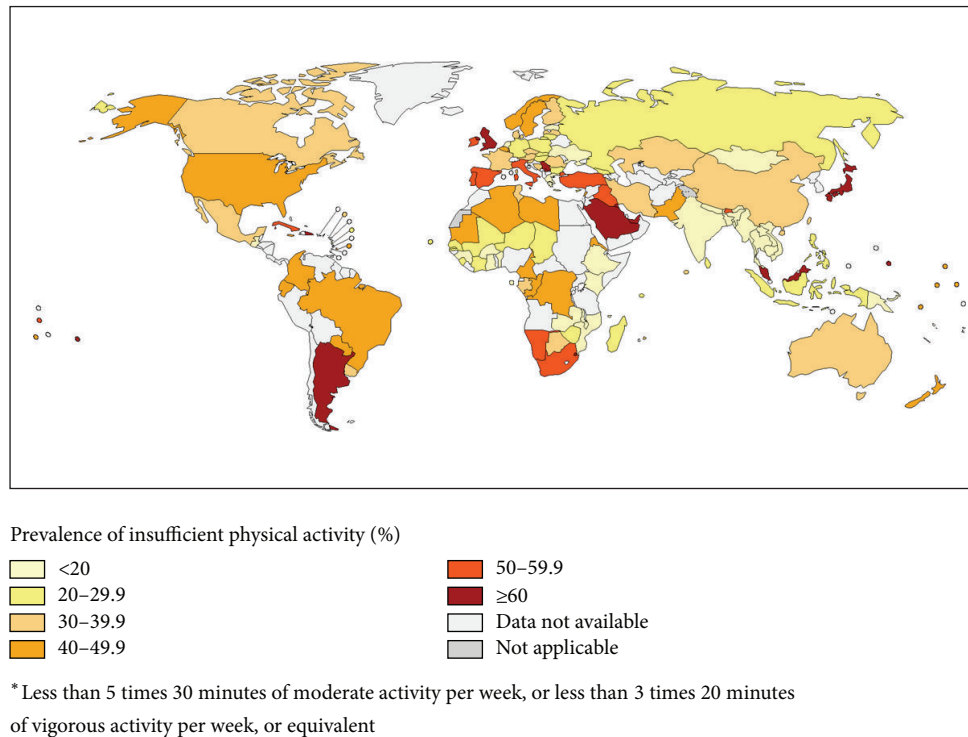 Prevalence of insufficient physical activity (%)
<20
20–29.9
30–39.9
40–49.9
50–59.9
≥60
Data not available
Not applicable
*Less than 5 times 30 minutes of moderate activity per week, or less than 3 times 20 minutes
of vigorous activity per week, or equivalent